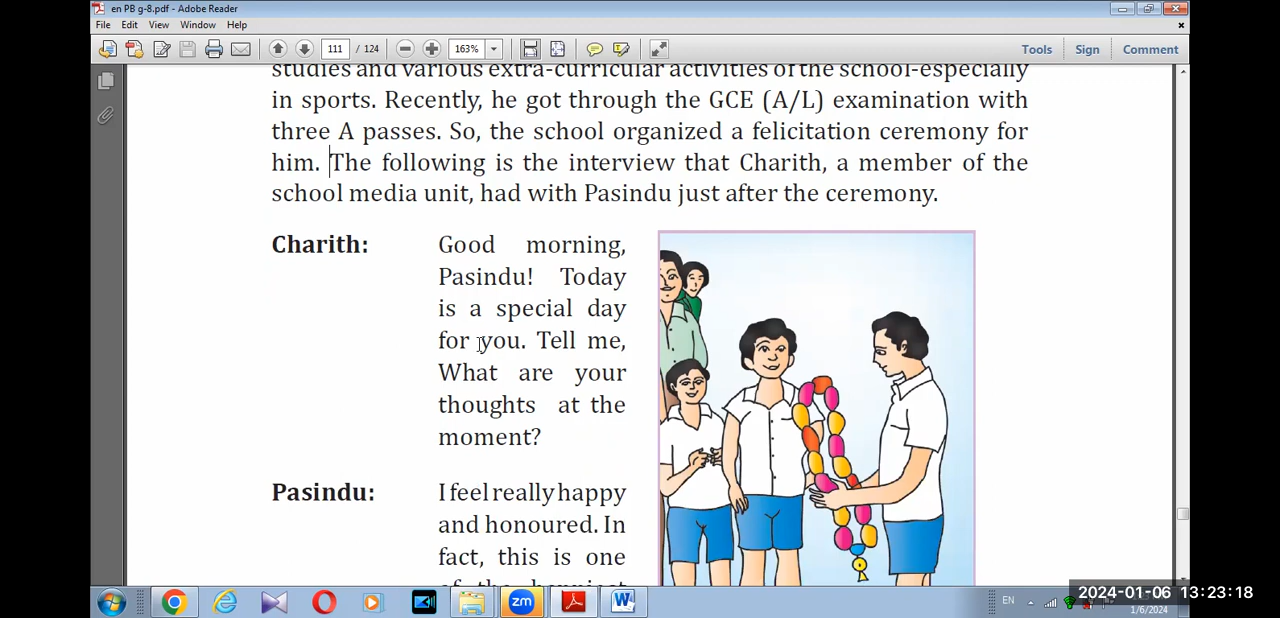 en PB g-8.pdf - Adobe Reader
File Edit View Window Help
111 / 124 163% Tools Sign Comment
studies and various extra-curricular activities of the school-especially
in sports. Recently, he got through the GCE (A/L) examination with
three A passes. So, the school organized a felicitation ceremony for
him. The following is the interview that Charith, a member of the
school media unit, had with Pasindu just after the ceremony.
Charith: Good morning,
Pasindu! Today
is a special day
for you. Tell me,
What are your
thoughts at the
moment?
Pasindu: I feel really happy
and honoured. In
fact, this is one
of the happiest
zm
EN
2024-01-06 13:23:18
1/6/2024